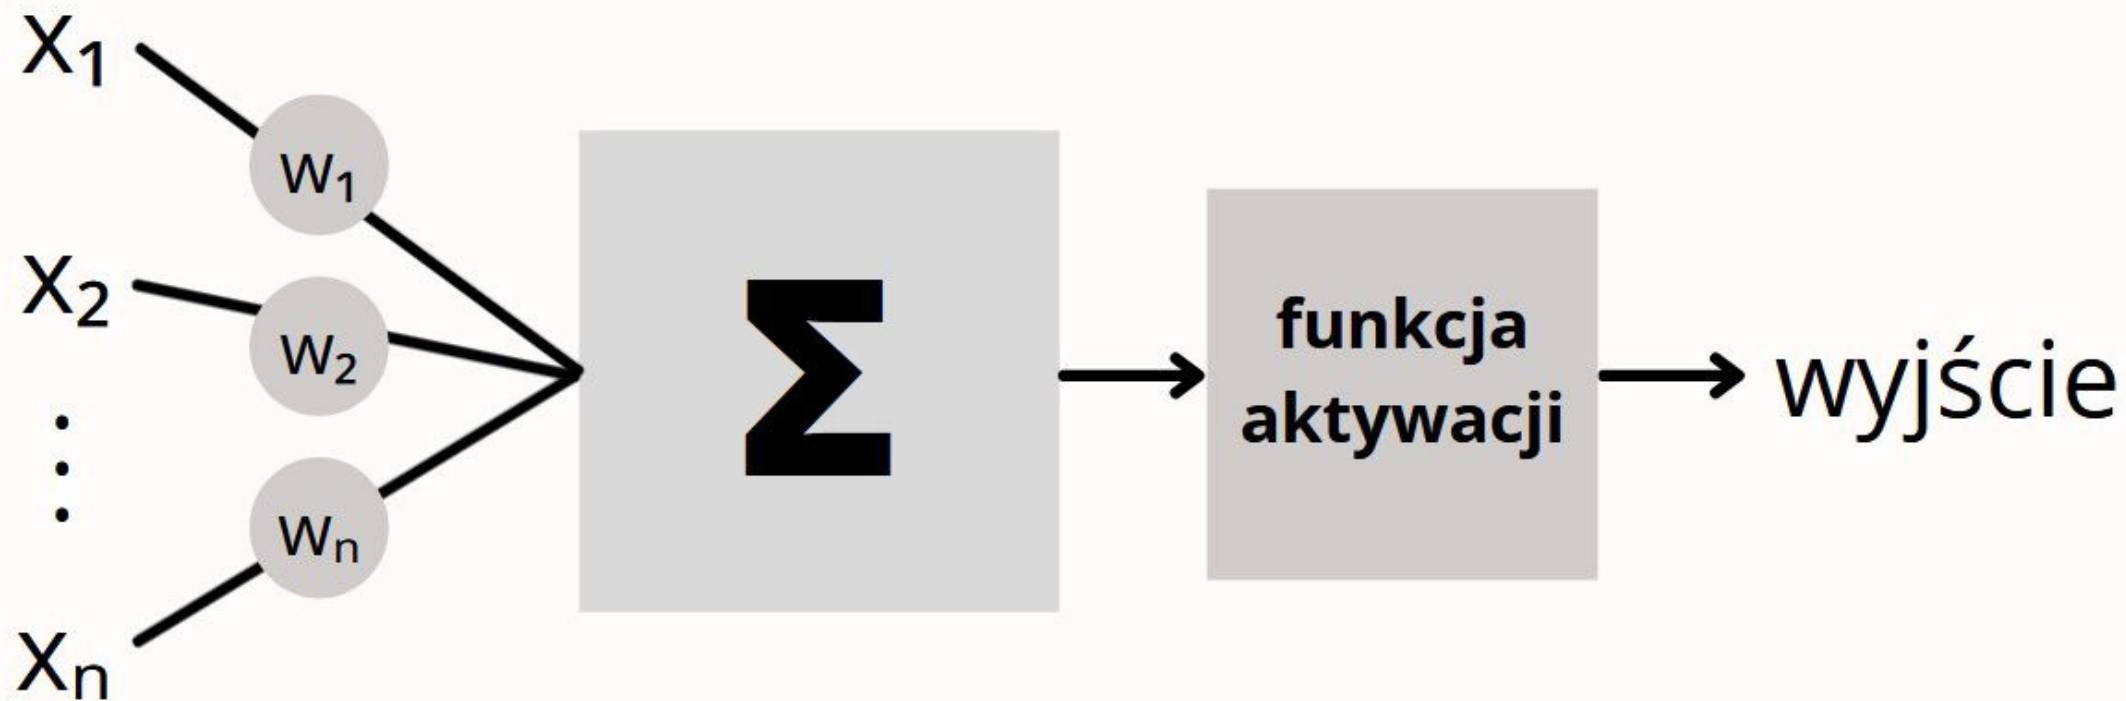 X₁
W₁
X₂
W₂
⋮
Wₙ
Xₙ
Σ
funkcja
aktywacji
wyjście